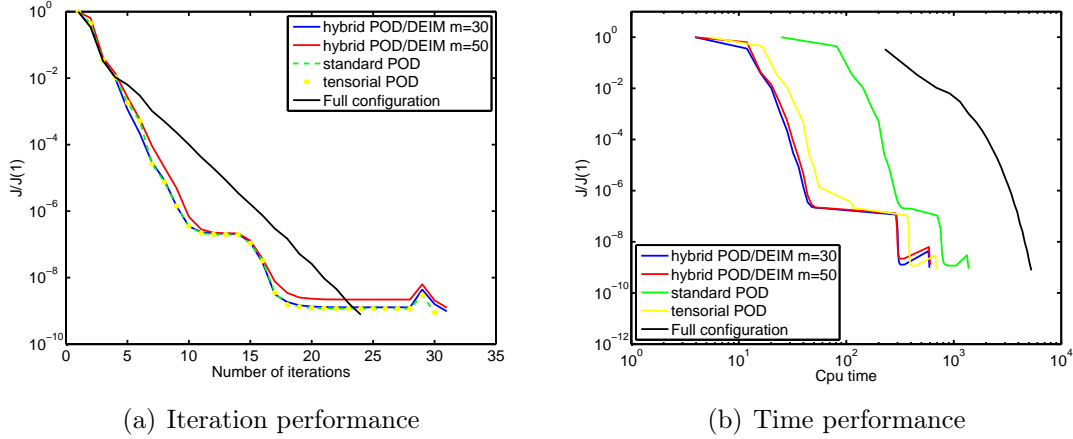 hybrid POD/DEIM m=30
hybrid POD/DEIM m=50
standard POD
tensorial POD
Full configuration
10^0
10^-2
10^-4
10^-6
10^-8
10^-10
J/J(1)
0 5 10 15 20 25 30 35
Number of iterations
(a) Iteration performance
10^0
10^-2
10^-4
10^-6
10^-8
10^-10
10^-12
J/J(1)
hybrid POD/DEIM m=30
hybrid POD/DEIM m=50
standard POD
tensorial POD
Full configuration
10^0 10^1 10^2 10^3 10^4
Cpu time
(b) Time performance